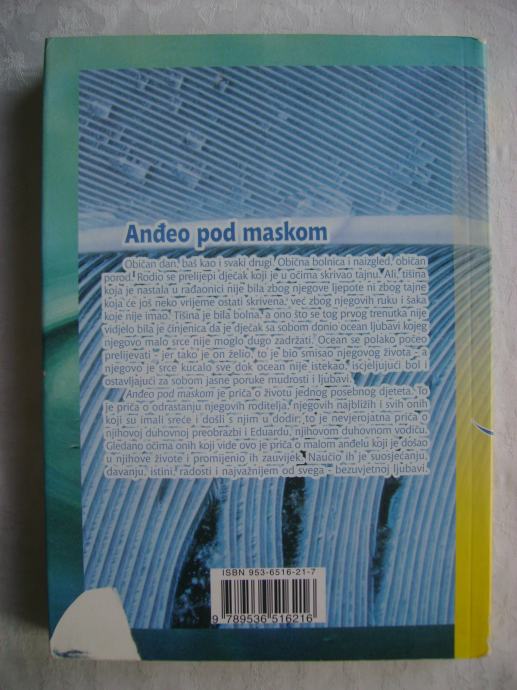 Anđeo pod maskom
Običan dan, baš kao i svaki drugi. Obična bolnica i naizgled, običan
porod. Rodio se prelijepi dječak koji je u očima skrivao tajnu. Ali, tišina
koja je nastala u rađaonici nije bila zbog njegove ljepote ni zbog tajne
koja će još neko vrijeme ostati skrivena, već zbog njegovih ruku i šaka
koje nije imao. Tišina je bila bolna, a ono što se tog prvog trenutka nije
vidjelo bila je činjenica da je dječak sa sobom donio ocean ljubavi kojeg
njegovo malo srce nije moglo dugo zadržati. Ocean se polako počeo
prelijevati - jer tako je on želio, to je bio smisao njegovog života - a
njegovo je srce kucalo sve dok ocean nije istekao, iscjeljujući bol i
ostavljajući za sobom jasne poruke mudrosti i ljubavi.
Anđeo pod maskom je priča o životu jednog posebnog djeteta. To
je priča o odrastanju njegovih roditelja, njegovih najbližih i svih onih
koji su imali sreće i došli s njim u dodir; to je nevjerojatna priča o
njihovoj duhovnoj preobrazbi i Eduardu, njihovom duhovnom vodiču.
Gledano očima onih koji vide ovo je priča o malom anđelu koji je došao
u njihove živote i promijenio ih zauvijek. Naučio ih je suosjećanju,
davanju, istini, radosti i najvažnijem od svega - bezuvjetnoj ljubavi.
ISBN 953-6516-21-7
9 789536 516216